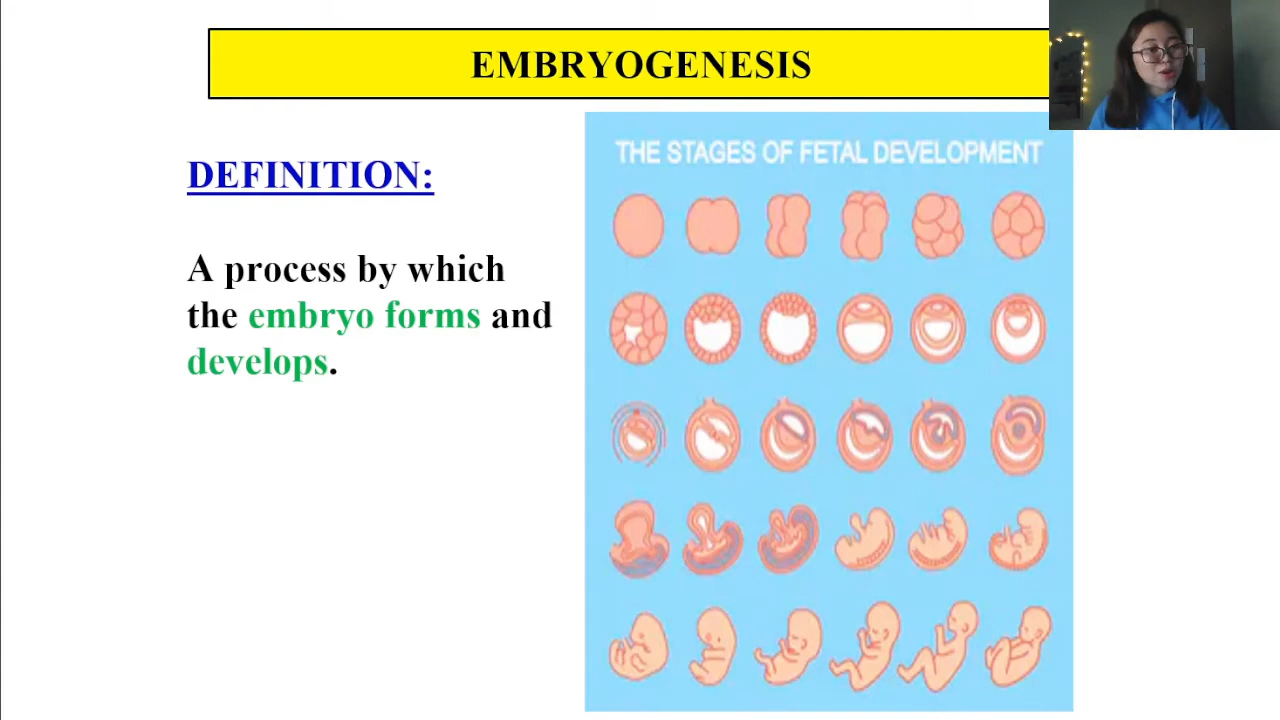 EMBRYOGENESIS
DEFINITION:
A process by which
the embryo forms and
develops.
THE STAGES OF FETAL DEVELOPMENT